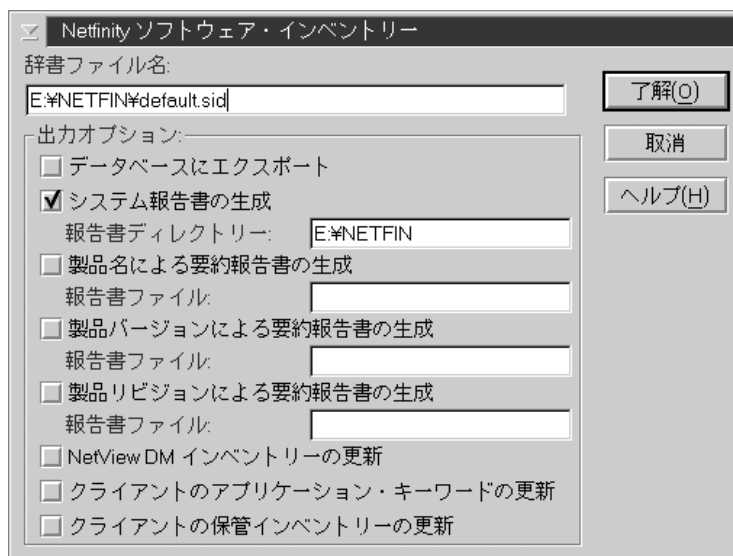 Netfinity ソフトウェア・インベントリー
辞書ファイル名:
E:¥NETFIN¥default.sid
了解(O)
取消
ヘルプ(H)
出力オプション:
データベースにエクスポート
システム報告書の生成
報告書ディレクトリー: E:¥NETFIN
製品名による要約報告書の生成
報告書ファイル:
製品バージョンによる要約報告書の生成
報告書ファイル:
製品リビジョンによる要約報告書の生成
報告書ファイル:
NetView DM インベントリーの更新
クライアントのアプリケーション・キーワードの更新
クライアントの保管インベントリーの更新